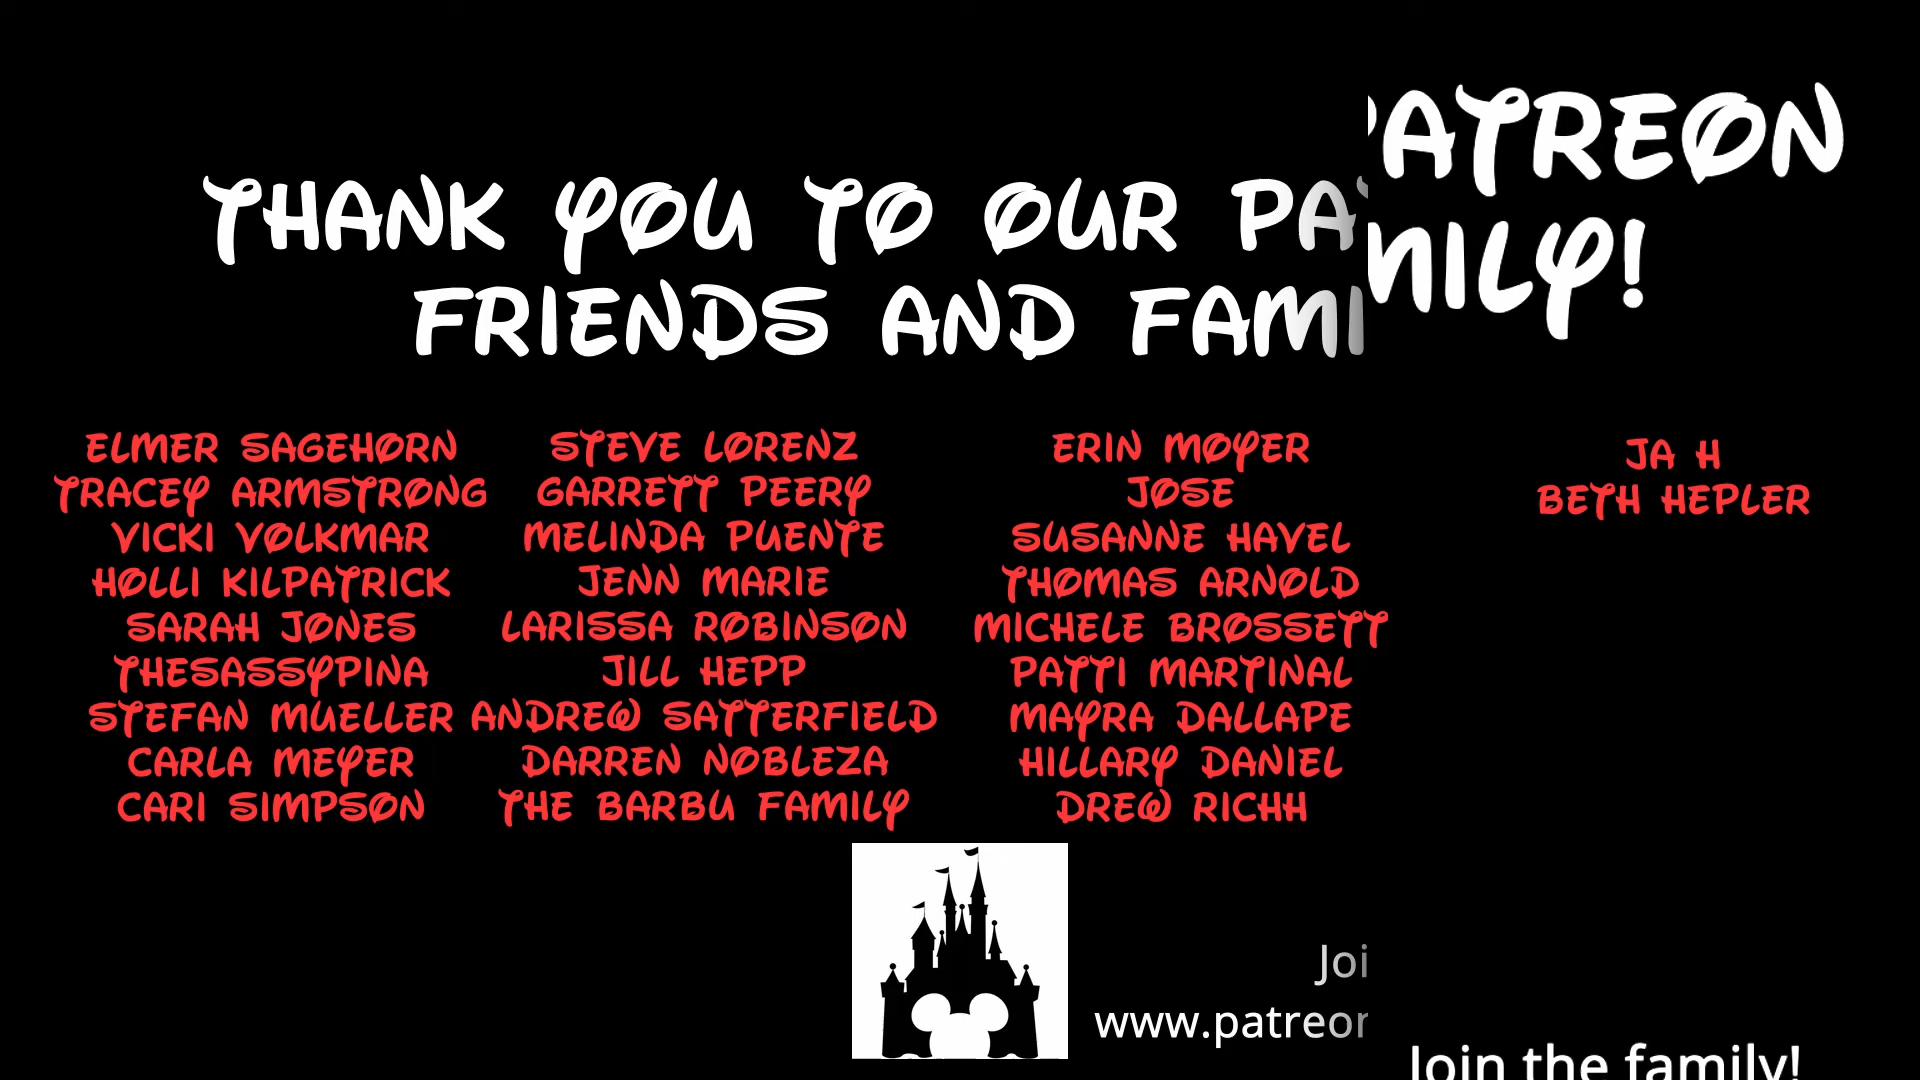 THANK YOU TO OUR PA
FRIENDS AND FAMI
PATREON
MILY!
ELMER SAGEHORN
TRACEY ARMSTRONG
VICKI VOLKMAR
HOLLI KILPATRICK
SARAH JONES
THESASSYPINA
STEFAN MUELLER
CARLA MEYER
CARI SIMPSON
STEVE LORENZ
GARRETT PEERY
MELINDA PUENTE
JENN MARIE
LARISSA ROBINSON
JILL HEPP
ANDREW SATTERFIELD
DARREN NOBLEZA
THE BARBU FAMILY
ERIN MOYER
JOSE
SUSANNE HAVEL
THOMAS ARNOLD
MICHELE BROSSETT
PATTI MARTINAL
MAYRA DALLAPE
HILLARY DANIEL
DREW RICHH
JA H
BETH HEPLER
Joi
www.patreon
Join the family!